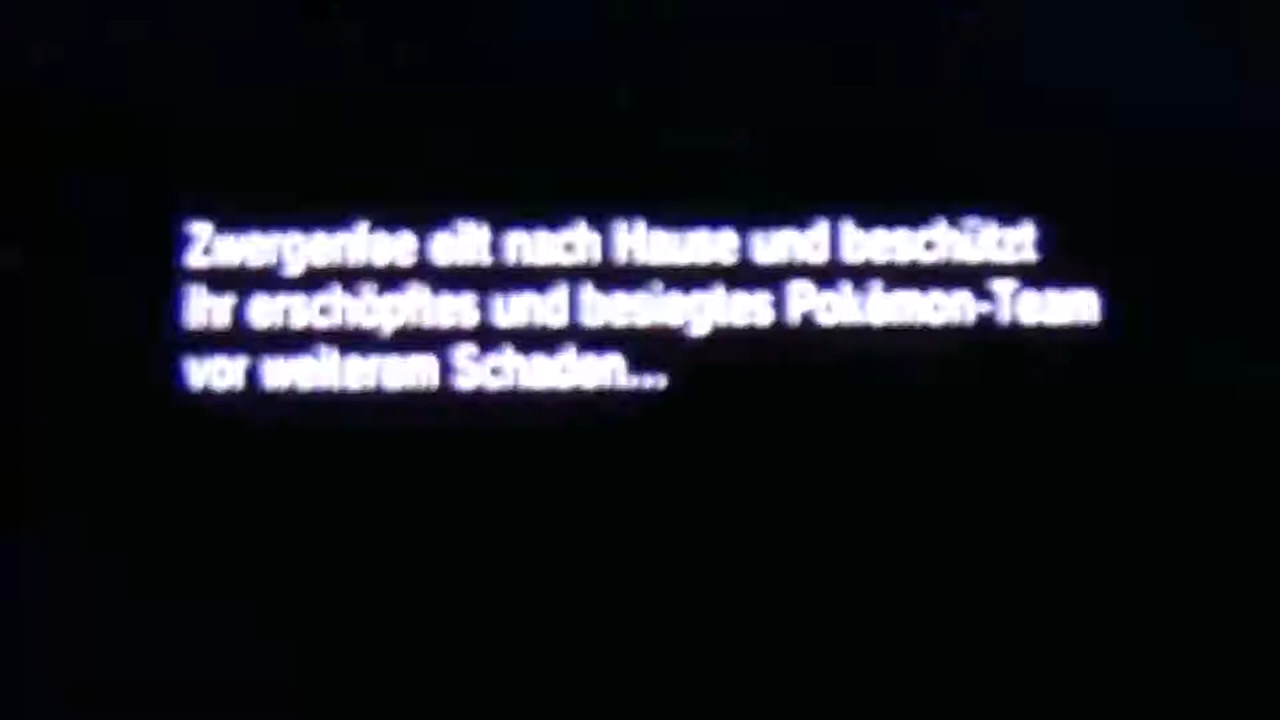 Zwergenfee eilt nach Hause und beschützt
Ihr erschöpftes und besiegtes Pokémon-Team
vor weiterem Schaden...